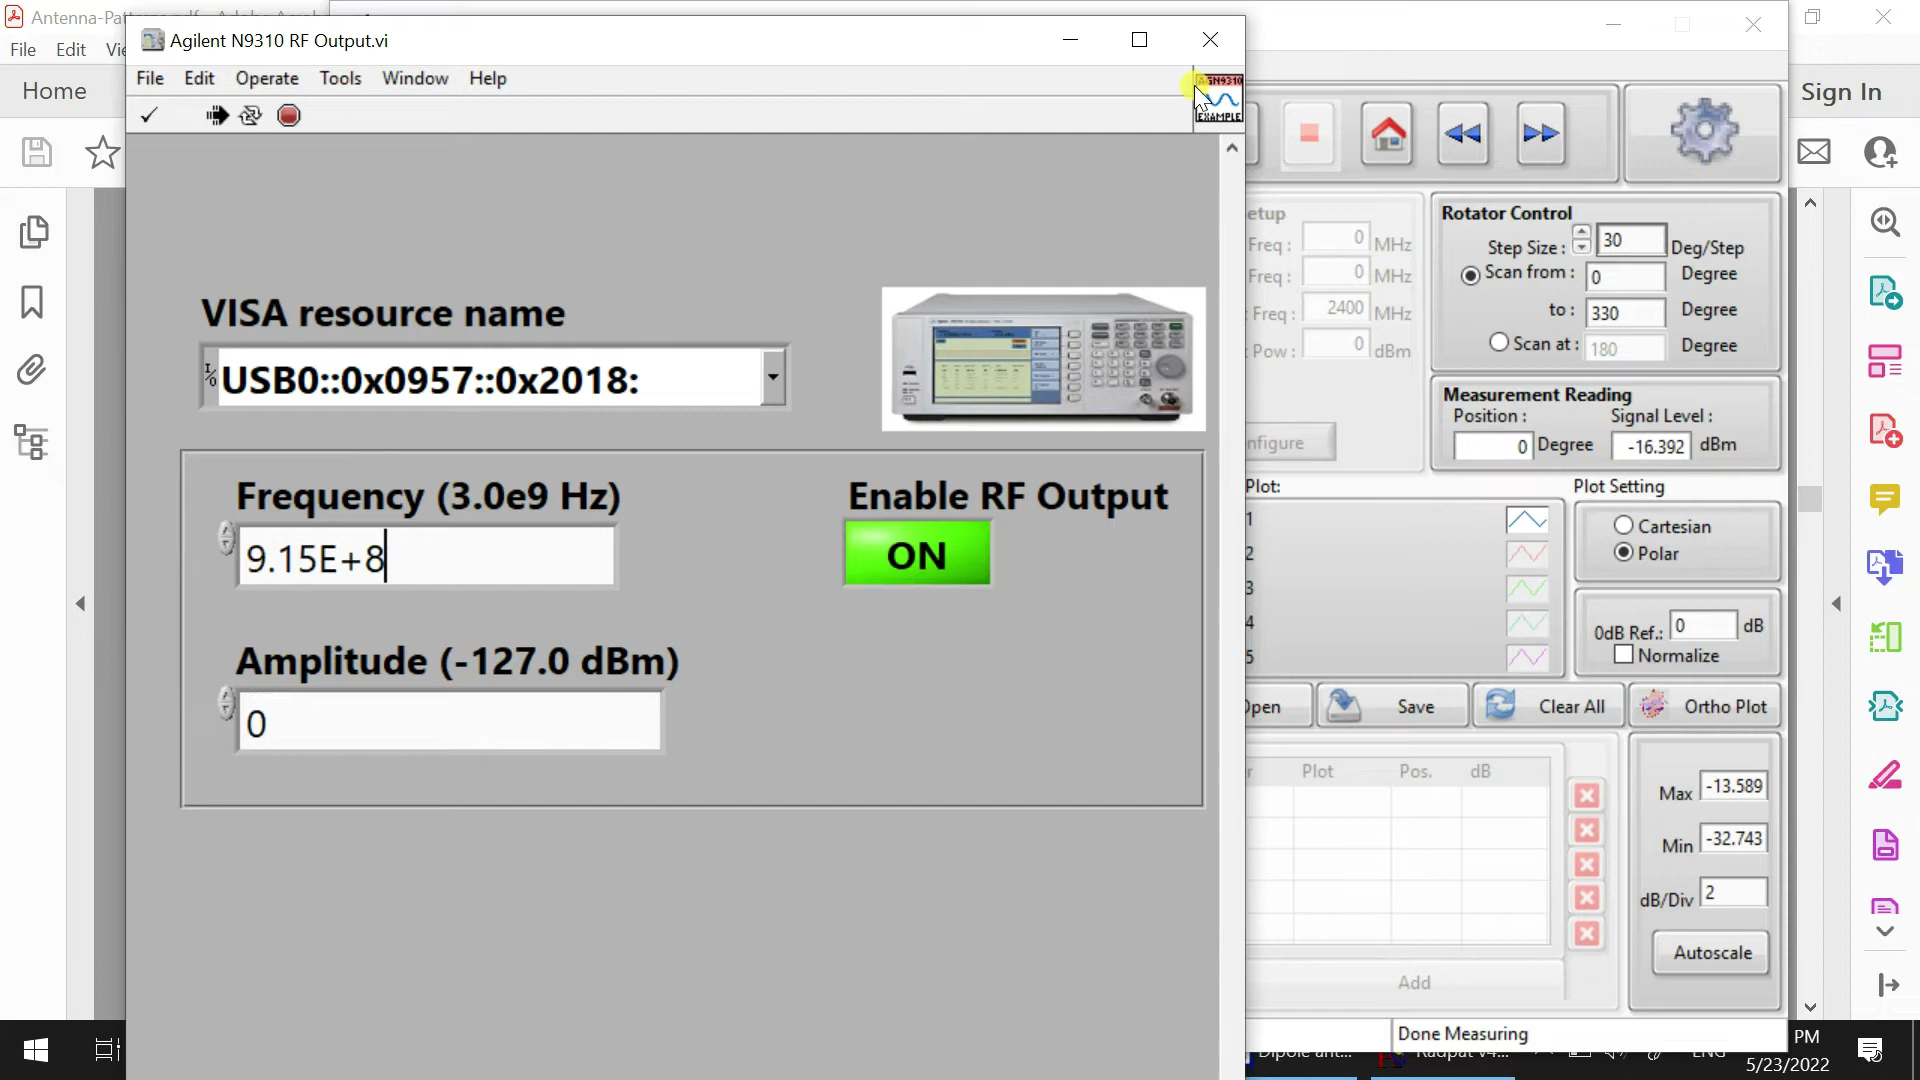 Agilent N9310 RF Output.vi
File Edit
Home
File Edit Operate Tools Window Help
AGN9310
EXAMPLE
Sign In
VISA resource name
I/O USB0::0x0957::0x2018:
Frequency (3.0e9 Hz)
9.15E+8
Enable RF Output
ON
Amplitude (-127.0 dBm)
0
etup
Freq : 0 MHz
Freq : 0 MHz
Freq : 2400 MHz
Pow : 0 dBm
nfigure
Rotator Control
Step Size : 30 Deg/Step
Scan from : 0 Degree
to : 330 Degree
Scan at : 180 Degree
Measurement Reading
Position : Signal Level :
0 Degree -16.392 dBm
Plot:
1
2
3
4
5
Plot Setting
Cartesian
Polar
0dB Ref.: 0 dB
Normalize
Open Save Clear All Ortho Plot
r Plot Pos. dB
Add
Max -13.589
Min -32.743
dB/Div 2
Autoscale
Done Measuring
PM
5/23/2022